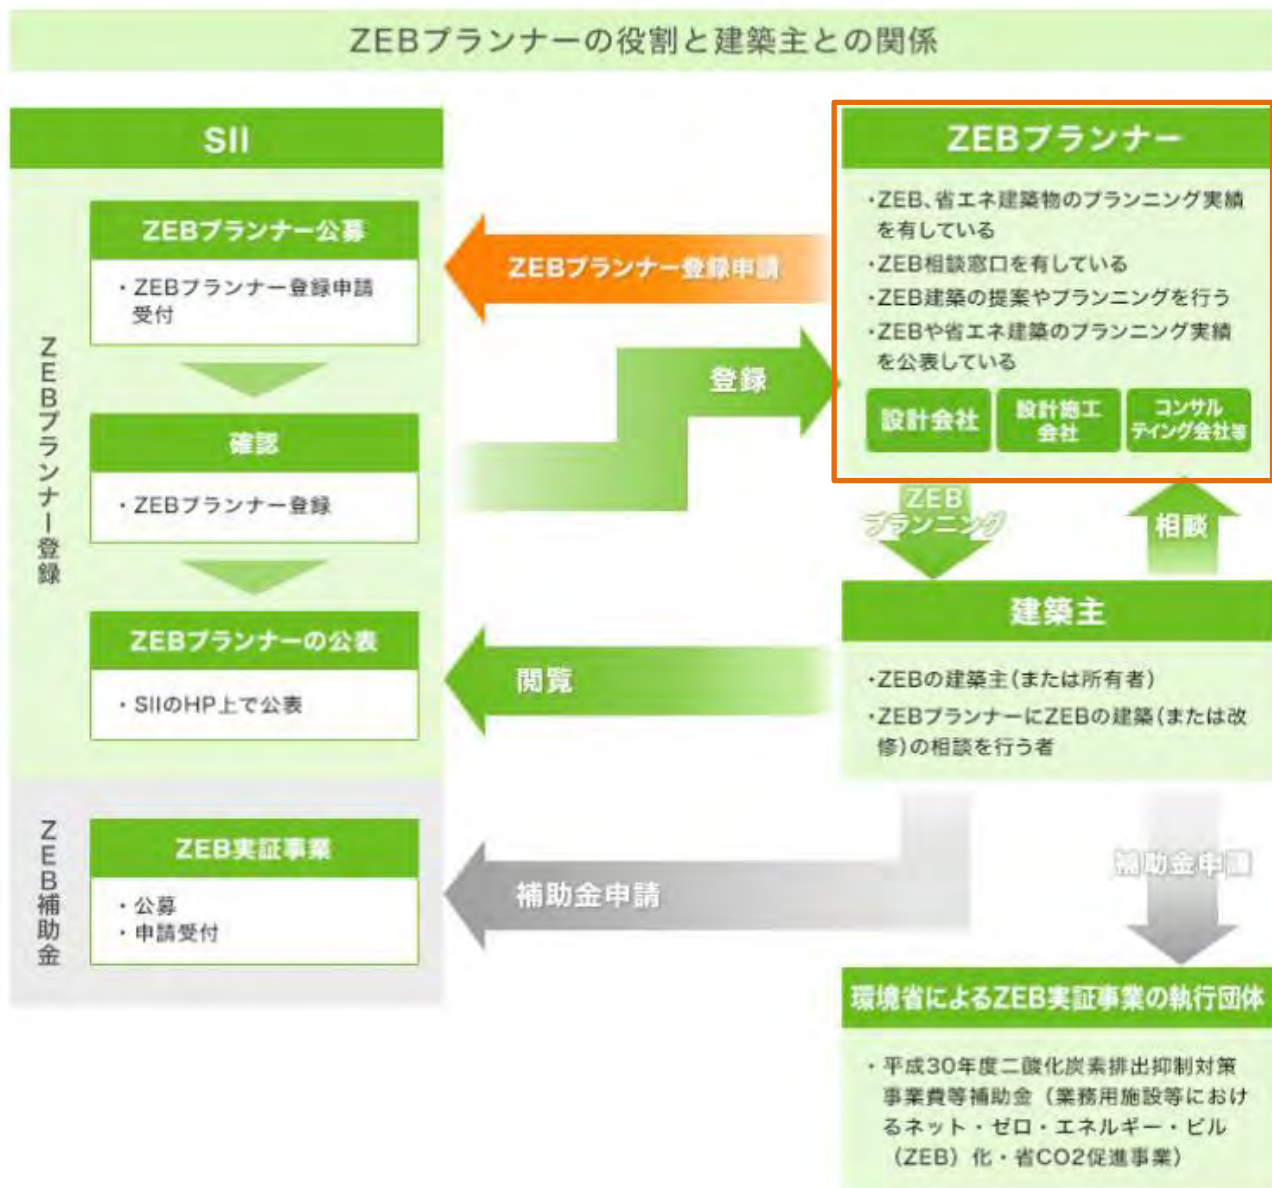 ZEBプランナーの役割と建築主との関係
SII
ZEBプランナー登録
ZEBプランナー公募
・ZEBプランナー登録申請
受付
確認
・ZEBプランナー登録
ZEBプランナーの公表
・SIIのHP上で公表
ZEB補助金
ZEB実証事業
・公募
・申請受付
ZEBプランナー登録申請
登録
閲覧
補助金申請
ZEBプランナー
・ZEB、省エネ建築物のプランニング実績
を有している
・ZEB相談窓口を有している
・ZEB建築の提案やプランニングを行う
・ZEBや省エネ建築のプランニング実績
を公表している
設計会社
設計施工
会社
コンサル
ティング会社等
ZEB
プランニング
相談
建築主
・ZEBの建築主(または所有者)
・ZEBプランナーにZEBの建築(または改
修)の相談を行う者
補助金申請
環境省によるZEB実証事業の執行団体
・平成30年度二酸化炭素排出抑制対策
事業費等補助金(業務用施設等におけ
るネット・ゼロ・エネルギー・ビル
(ZEB)化・省CO2促進事業)